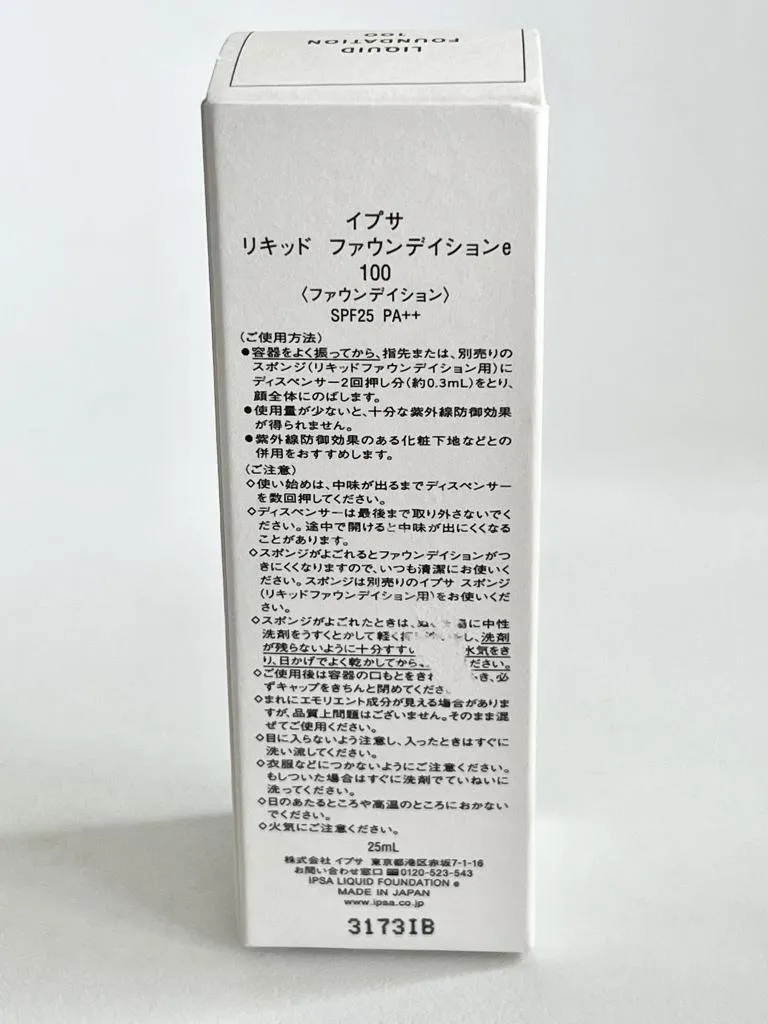 LIQUID
FOUNDATION
100
イプサ
リキッド ファウンデイションe
100
〈ファウンデイション〉
SPF25 PA++
(ご使用方法)
●容器をよく振ってから、指先または、別売りの
スポンジ(リキッドファウンデイション用)に
ディスペンサー2回押し分(約0.3mL)をとり、
顔全体にのばします。
●使用量が少ないと、十分な紫外線防御効果
が得られません。
●紫外線防御効果のある化粧下地などとの
併用をおすすめします。
(ご注意)
◇使い始めは、中味が出るまでディスペンサー
を数回押してください。
◇ディスペンサーは最後まで取り外さないでく
ださい。途中で開けると中味が出にくくなる
ことがあります。
◇スポンジがよごれるとファウンデイションがつ
きにくくなりますので、いつも清潔にお使いく
ださい。スポンジは別売りのイプサ スポンジ
(リキッドファウンデイション用)をお使いくだ
さい。
◇スポンジがよごれたときは、ぬ 湯に中性
洗剤をうすくとかして軽く押 し、洗剤
が残らないように十分すす 水気をき
り、日かげでよく乾かしてから、 ださい。
◇ご使用後は容器の口もとをき き、必
ずキャップをきちんと閉めてくださ
◇まれにエモリエント成分が見える場合がありま
すが、品質上問題はございません。そのまま混
ぜてご使用ください。
◇目に入らないよう注意し、入ったときはすぐに
洗い流してください。
◇衣服などにつかないようにご注意ください。
もしついた場合はすぐに洗剤でていねいに
洗ってください。
◇日のあたるところや高温のところにおかない
でください。
◇火気にご注意ください。
25mL
株式会社 イプサ 東京都港区赤坂7-1-16
お問い合わせ窓口 0120-523-543
IPSA LIQUID FOUNDATION e
MADE IN JAPAN
www.ipsa.co.jp
3173IB